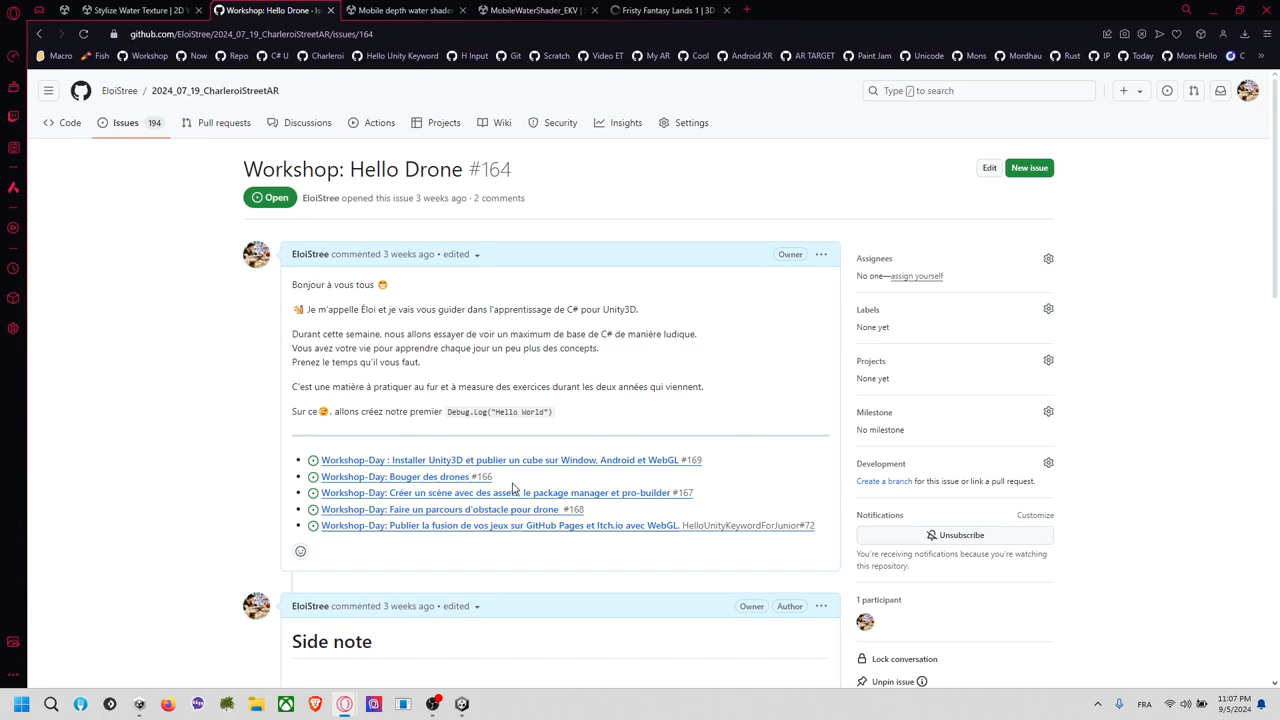 Stylize Water Texture | 2D V
Workshop: Hello Drone · Is
Mobile depth water shader
MobileWaterShader_EKV | S
Fristy Fantasy Lands 1 | 3D
github.com/EloiStree/2024_07_19_CharleroiStreetAR/issues/164
Macro
Fish
Workshop
Now
Repo
C# U
Charleroi
Hello Unity Keyword
H Input
Git
Scratch
Video ET
My AR
Cool
Android XR
AR TARGET
Paint Jam
Unicode
Mons
Mordhau
Rust
IP
Today
Mons Hello
C
EloiStree / 2024_07_19_CharleroiStreetAR
Type / to search
Code
Issues 194
Pull requests
Discussions
Actions
Projects
Wiki
Security
Insights
Settings
Workshop: Hello Drone #164
Edit
New issue
Open
EloiStree opened this issue 3 weeks ago · 2 comments
EloiStree commented 3 weeks ago • edited
Owner
Bonjour à vous tous
Je m'appelle Éloi et je vais vous guider dans l'apprentissage de C# pour Unity3D.
Durant cette semaine, nous allons essayer de voir un maximum de base de C# de manière ludique.
Vous avez votre vie pour apprendre chaque jour un peu plus des concepts.
Prenez le temps qu'il vous faut.
C'est une matière à pratiquer au fur et à measure des exercices durant les deux années qui viennent.
Sur ce , allons créez notre premier Debug.Log("Hello World")
Workshop-Day : Installer Unity3D et publier un cube sur Window, Android et WebGL #169
Workshop-Day: Bouger des drones #166
Workshop-Day: Créer un scéne avec des asset, le package manager et pro-builder #167
Workshop-Day: Faire un parcours d'obstacle pour drone #168
Workshop-Day: Publier la fusion de vos jeux sur GitHub Pages et Itch.io avec WebGL. HelloUnityKeywordForJunior#72
EloiStree commented 3 weeks ago • edited
Owner
Author
Side note
Assignees
No one—assign yourself
Labels
None yet
Projects
None yet
Milestone
No milestone
Development
Create a branch for this issue or link a pull request.
Notifications
Customize
Unsubscribe
You're receiving notifications because you're watching
this repository.
1 participant
Lock conversation
Unpin issue
FRA
11:07 PM
9/5/2024